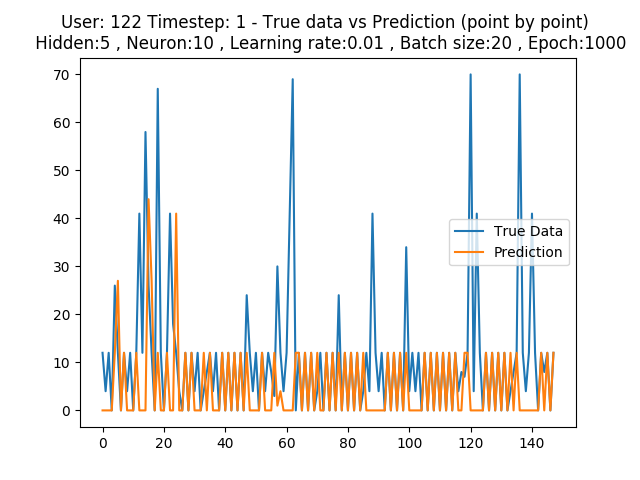 User: 122 Timestep: 1 - True data vs Prediction (point by point)
Hidden:5 , Neuron:10 , Learning rate:0.01 , Batch size:20 , Epoch:1000
70
60
50
40
30
20
10
0
True Data
Prediction
0 20 40 60 80 100 120 140